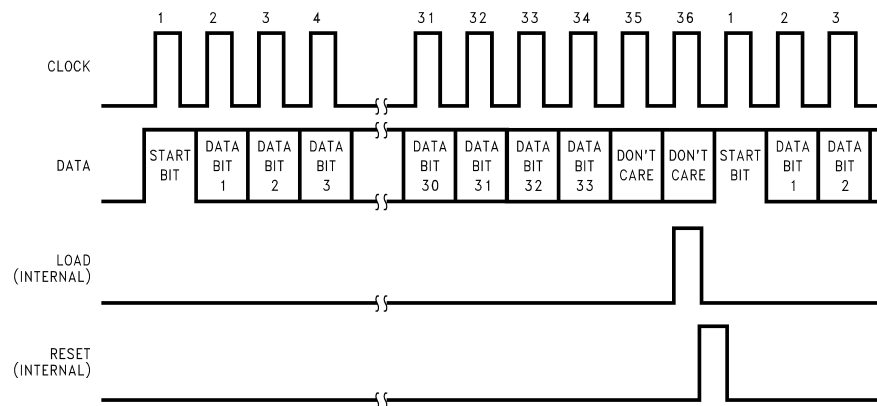 1 2 3 4 31 32 33 34 35 36 1 2 3
CLOCK
DATA
START BIT
DATA BIT 1
DATA BIT 2
DATA BIT 3
DATA BIT 30
DATA BIT 31
DATA BIT 32
DATA BIT 33
DON'T CARE
DON'T CARE
START BIT
DATA BIT 1
DATA BIT 2
LOAD
(INTERNAL)
RESET
(INTERNAL)